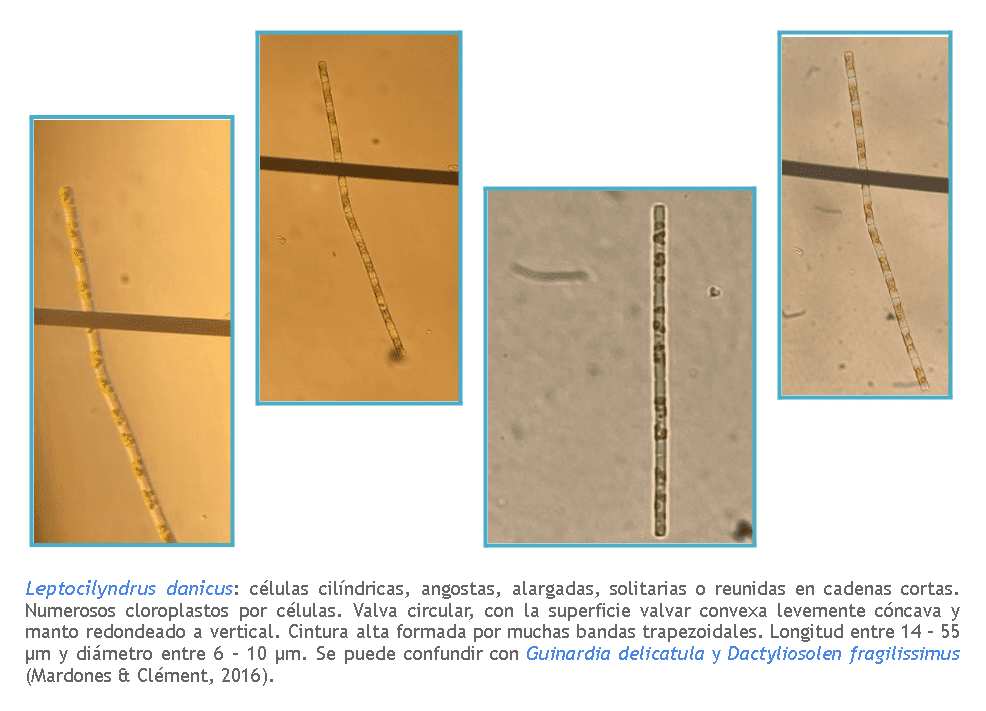 Leptocilyndrus danicus: células cilíndricas, angostas, alargadas, solitarias o reunidas en cadenas cortas.
Numerosos cloroplastos por células. Valva circular, con la superficie valvar convexa levemente cóncava y
manto redondeado a vertical. Cintura alta formada por muchas bandas trapezoidales. Longitud entre 14 – 55
µm y diámetro entre 6 – 10 µm. Se puede confundir con Guinardia delicatula y Dactyliosolen fragilissimus
(Mardones & Clément, 2016).